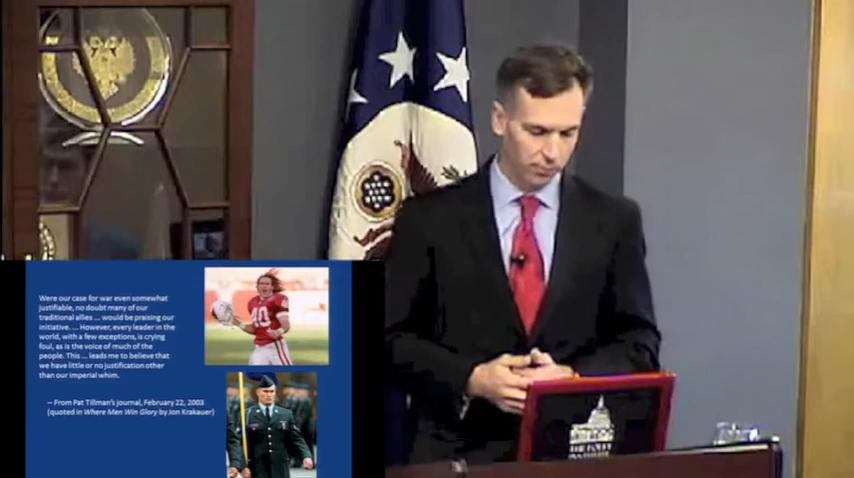 Were our case for war even somewhat
justifiable, no doubt many of our
traditional allies ... would be praising our
initiative. ... However, every leader in the
world, with a few exceptions, is crying
foul, as is the voice of much of the
people. This ... leads me to believe that
we have little or no justification other
than our imperial whim.
-- From Pat Tillman's journal, February 22, 2003
(quoted in Where Men Win Glory by Jon Krakauer)
40